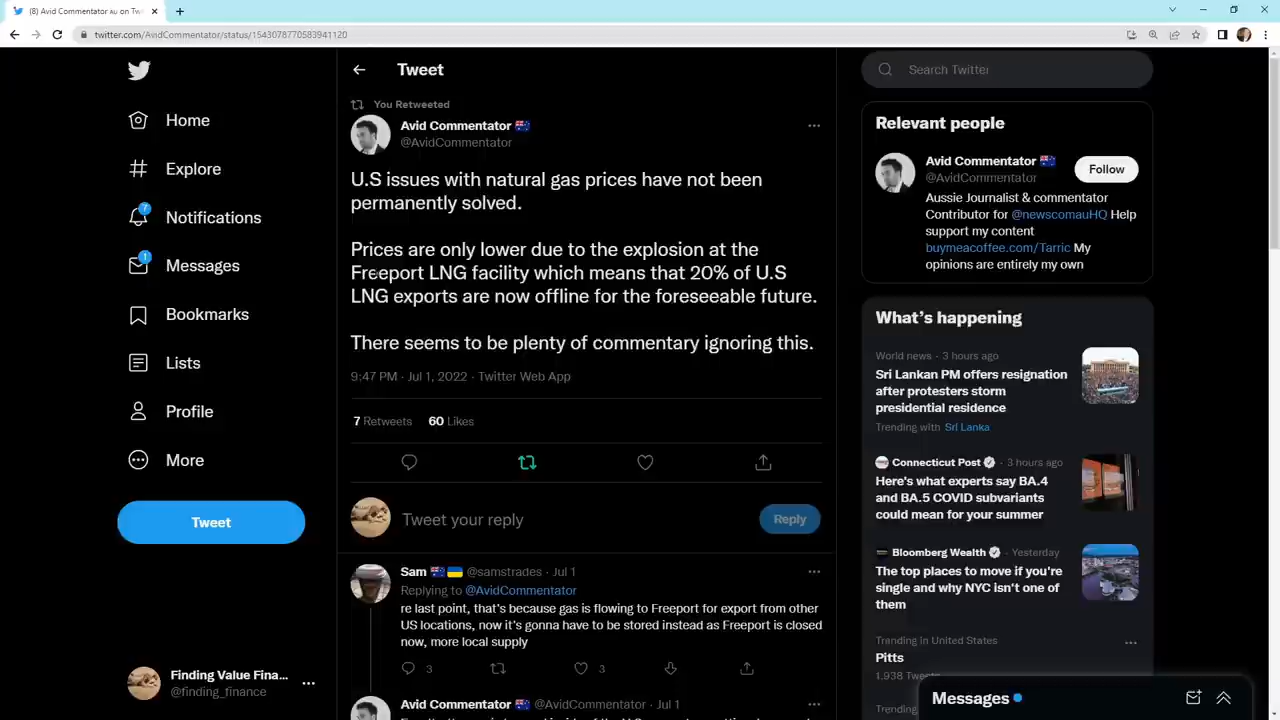 (8) Avid Commentator AU on Tw
twitter.com/AvidCommentator/status/1543078770583941120
Home
Explore
7
Notifications
1
Messages
Bookmarks
Lists
Profile
More
Tweet
Finding Value Fina...
@finding_finance
Tweet
You Retweeted
Avid Commentator 🇦🇺
@AvidCommentator
U.S issues with natural gas prices have not been
permanently solved.
Prices are only lower due to the explosion at the
Freeport LNG facility which means that 20% of U.S
LNG exports are now offline for the foreseeable future.
There seems to be plenty of commentary ignoring this.
9:47 PM · Jul 1, 2022 · Twitter Web App
7 Retweets 60 Likes
Tweet your reply
Reply
Sam 🇦🇺🇺🇦 @samstrades · Jul 1
Replying to @AvidCommentator
re last point, that's because gas is flowing to Freeport for export from other
US locations, now it's gonna have to be stored instead as Freeport is closed
now, more local supply
3 3
Avid Commentator 🇦🇺 @AvidCommentator · Jul 1
Search Twitter
Relevant people
Avid Commentator 🇦🇺
@AvidCommentator
Follow
Aussie Journalist & commentator
Contributor for @newscomauHQ Help
support my content
buymeacoffee.com/Tarric My
opinions are entirely my own
What's happening
World news · 3 hours ago
Sri Lankan PM offers resignation
after protesters storm
presidential residence
Trending with Sri Lanka
Connecticut Post · 3 hours ago
Here's what experts say BA.4
and BA.5 COVID subvariants
could mean for your summer
Bloomberg Wealth · Yesterday
The top places to move if you're
single and why NYC isn't one of
them
Trending in United States
Pitts
1,938
Messages